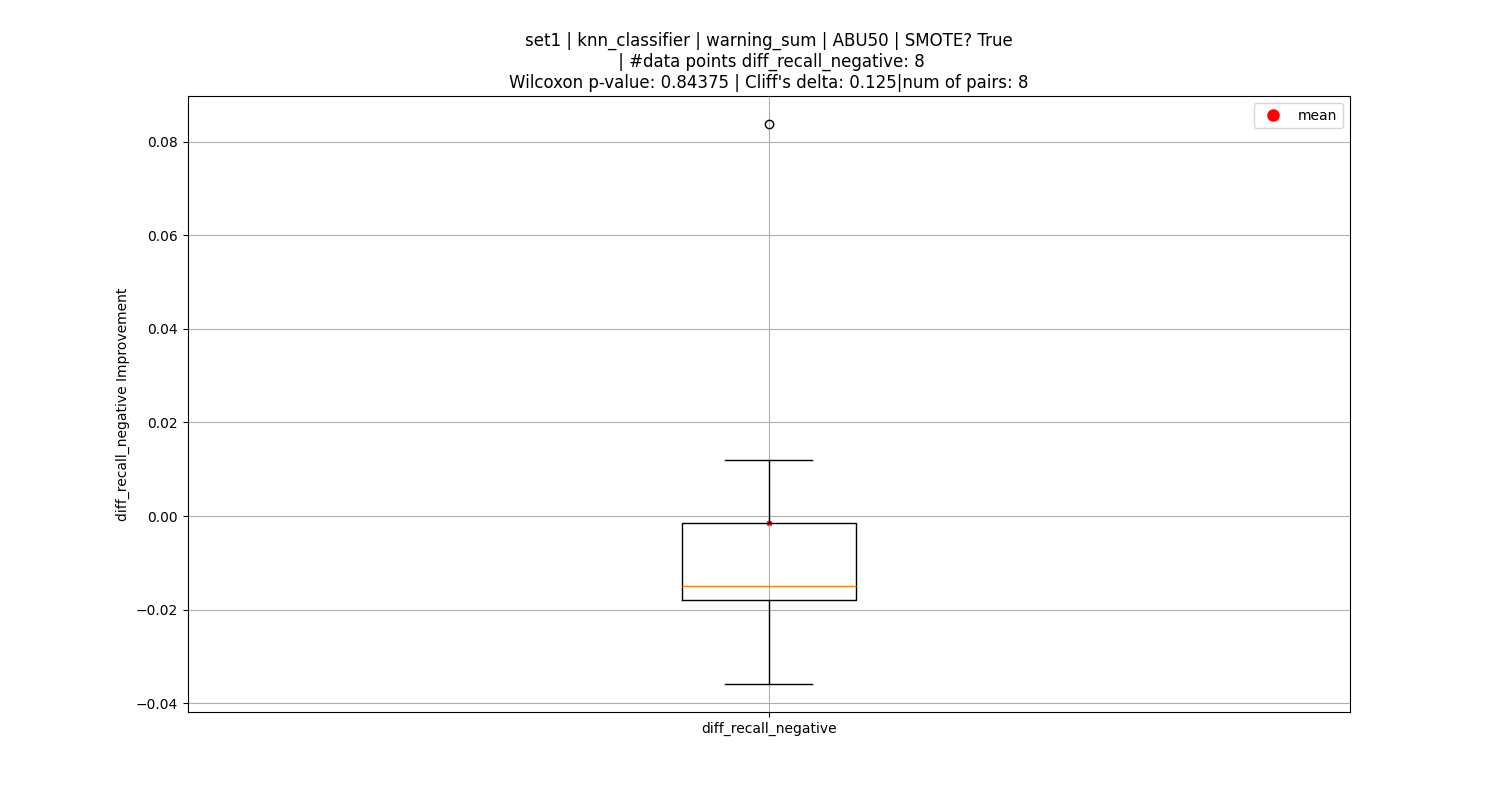 set1 | knn_classifier | warning_sum | ABU50 | SMOTE? True
| #data points diff_recall_negative: 8
Wilcoxon p-value: 0.84375 | Cliff's delta: 0.125|num of pairs: 8
mean
0.08
0.06
0.04
0.02
0.00
−0.02
−0.04
diff_recall_negative Improvement
diff_recall_negative